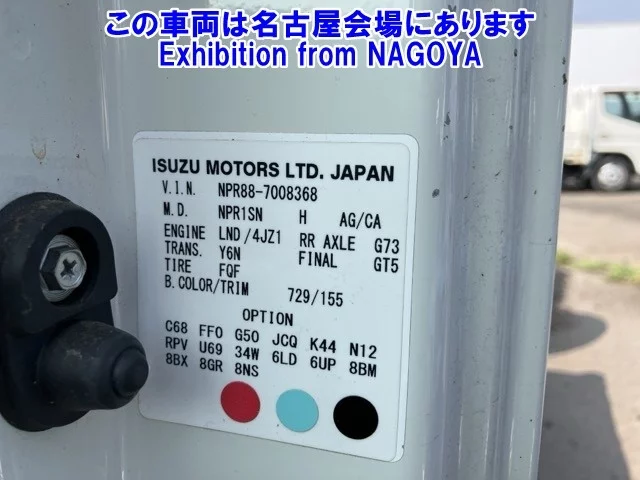 この車両は名古屋会場にあります
Exhibition from NAGOYA
ISUZU MOTORS LTD. JAPAN
V.I.N. NPR88-7008368
M.D. NPR1SN H AG/CA
ENGINE LND/4JZ1 RR AXLE G73
TRANS. Y6N FINAL GT5
TIRE FQF
B.COLOR/TRIM 729/155
OPTION
C68 FF0 G50 JCQ K44 N12
RPV U69 34W 6LD 6UP 8BM
8BX 8GR 8NS